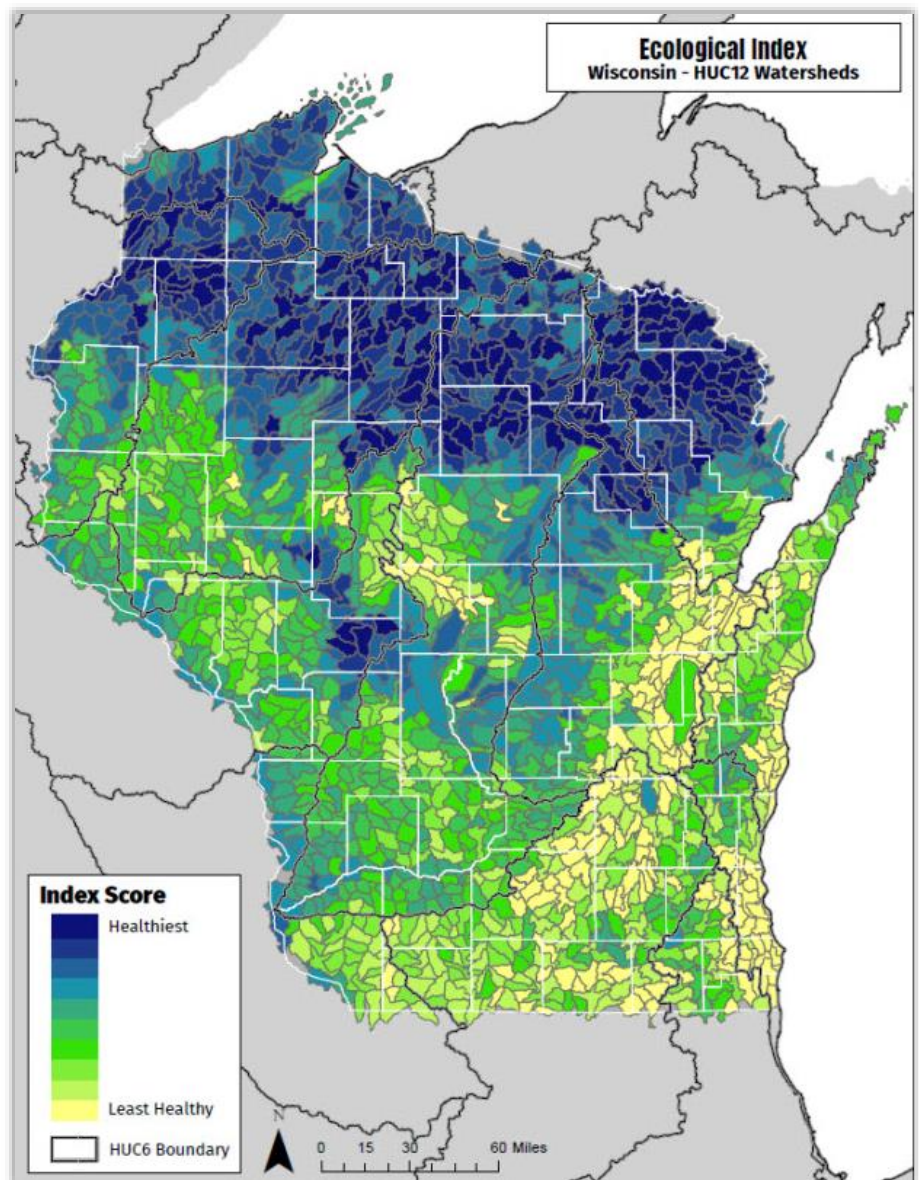 Ecological Index
Wisconsin - HUC12 Watersheds
Index Score
Healthiest
Least Healthy
HUC6 Boundary
N
0 15 30 60 Miles